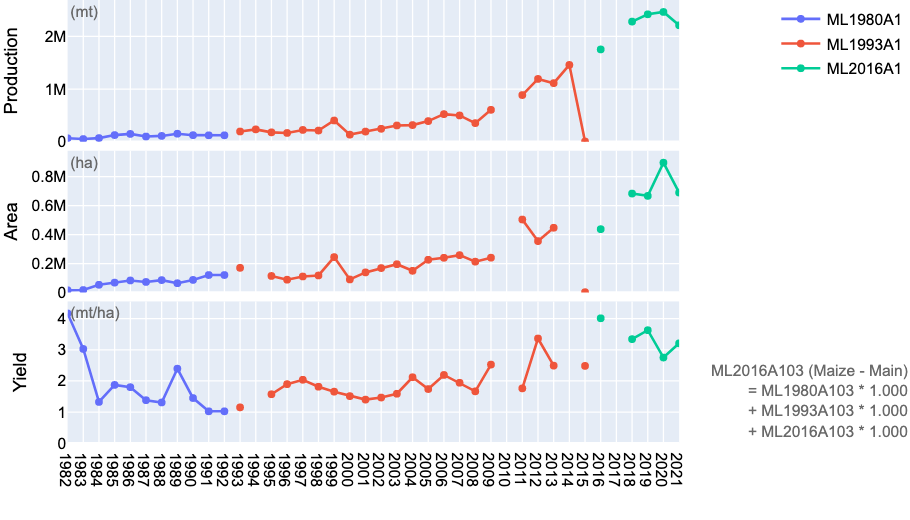 (mt)
Production
2M
1M
0
ML1980A1
ML1993A1
ML2016A1
(ha)
Area
0.8M
0.6M
0.4M
0.2M
0
(mt/ha)
Yield
4
3
2
1
0
1982
1983
1984
1985
1986
1987
1988
1989
1990
1991
1992
1993
1994
1995
1996
1997
1998
1999
2000
2001
2002
2003
2004
2005
2006
2007
2008
2009
2010
2011
2012
2013
2014
2015
2016
2017
2018
2019
2020
2021
ML2016A103 (Maize - Main)
= ML1980A103 * 1.000
+ ML1993A103 * 1.000
+ ML2016A103 * 1.000